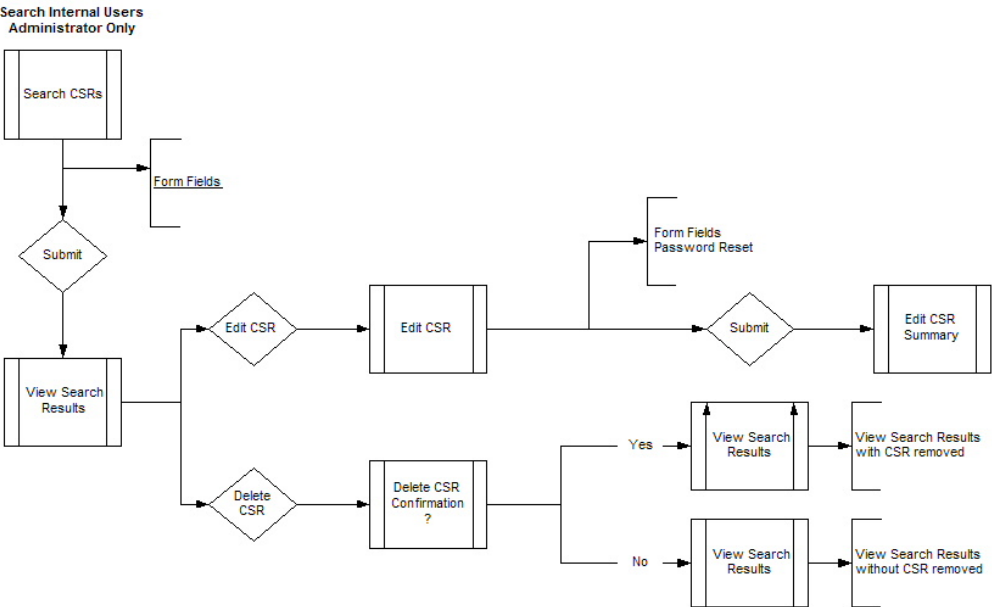 Search Internal Users
Administrator Only
Search CSRs
Form Fields
Submit
View Search
Results
Edit CSR
Edit CSR
Form Fields
Password Reset
Submit
Edit CSR
Summary
Delete
CSR
Delete CSR
Confirmation
?
Yes
View Search
Results
View Search Results
with CSR removed
No
View Search
Results
View Search Results
without CSR removed